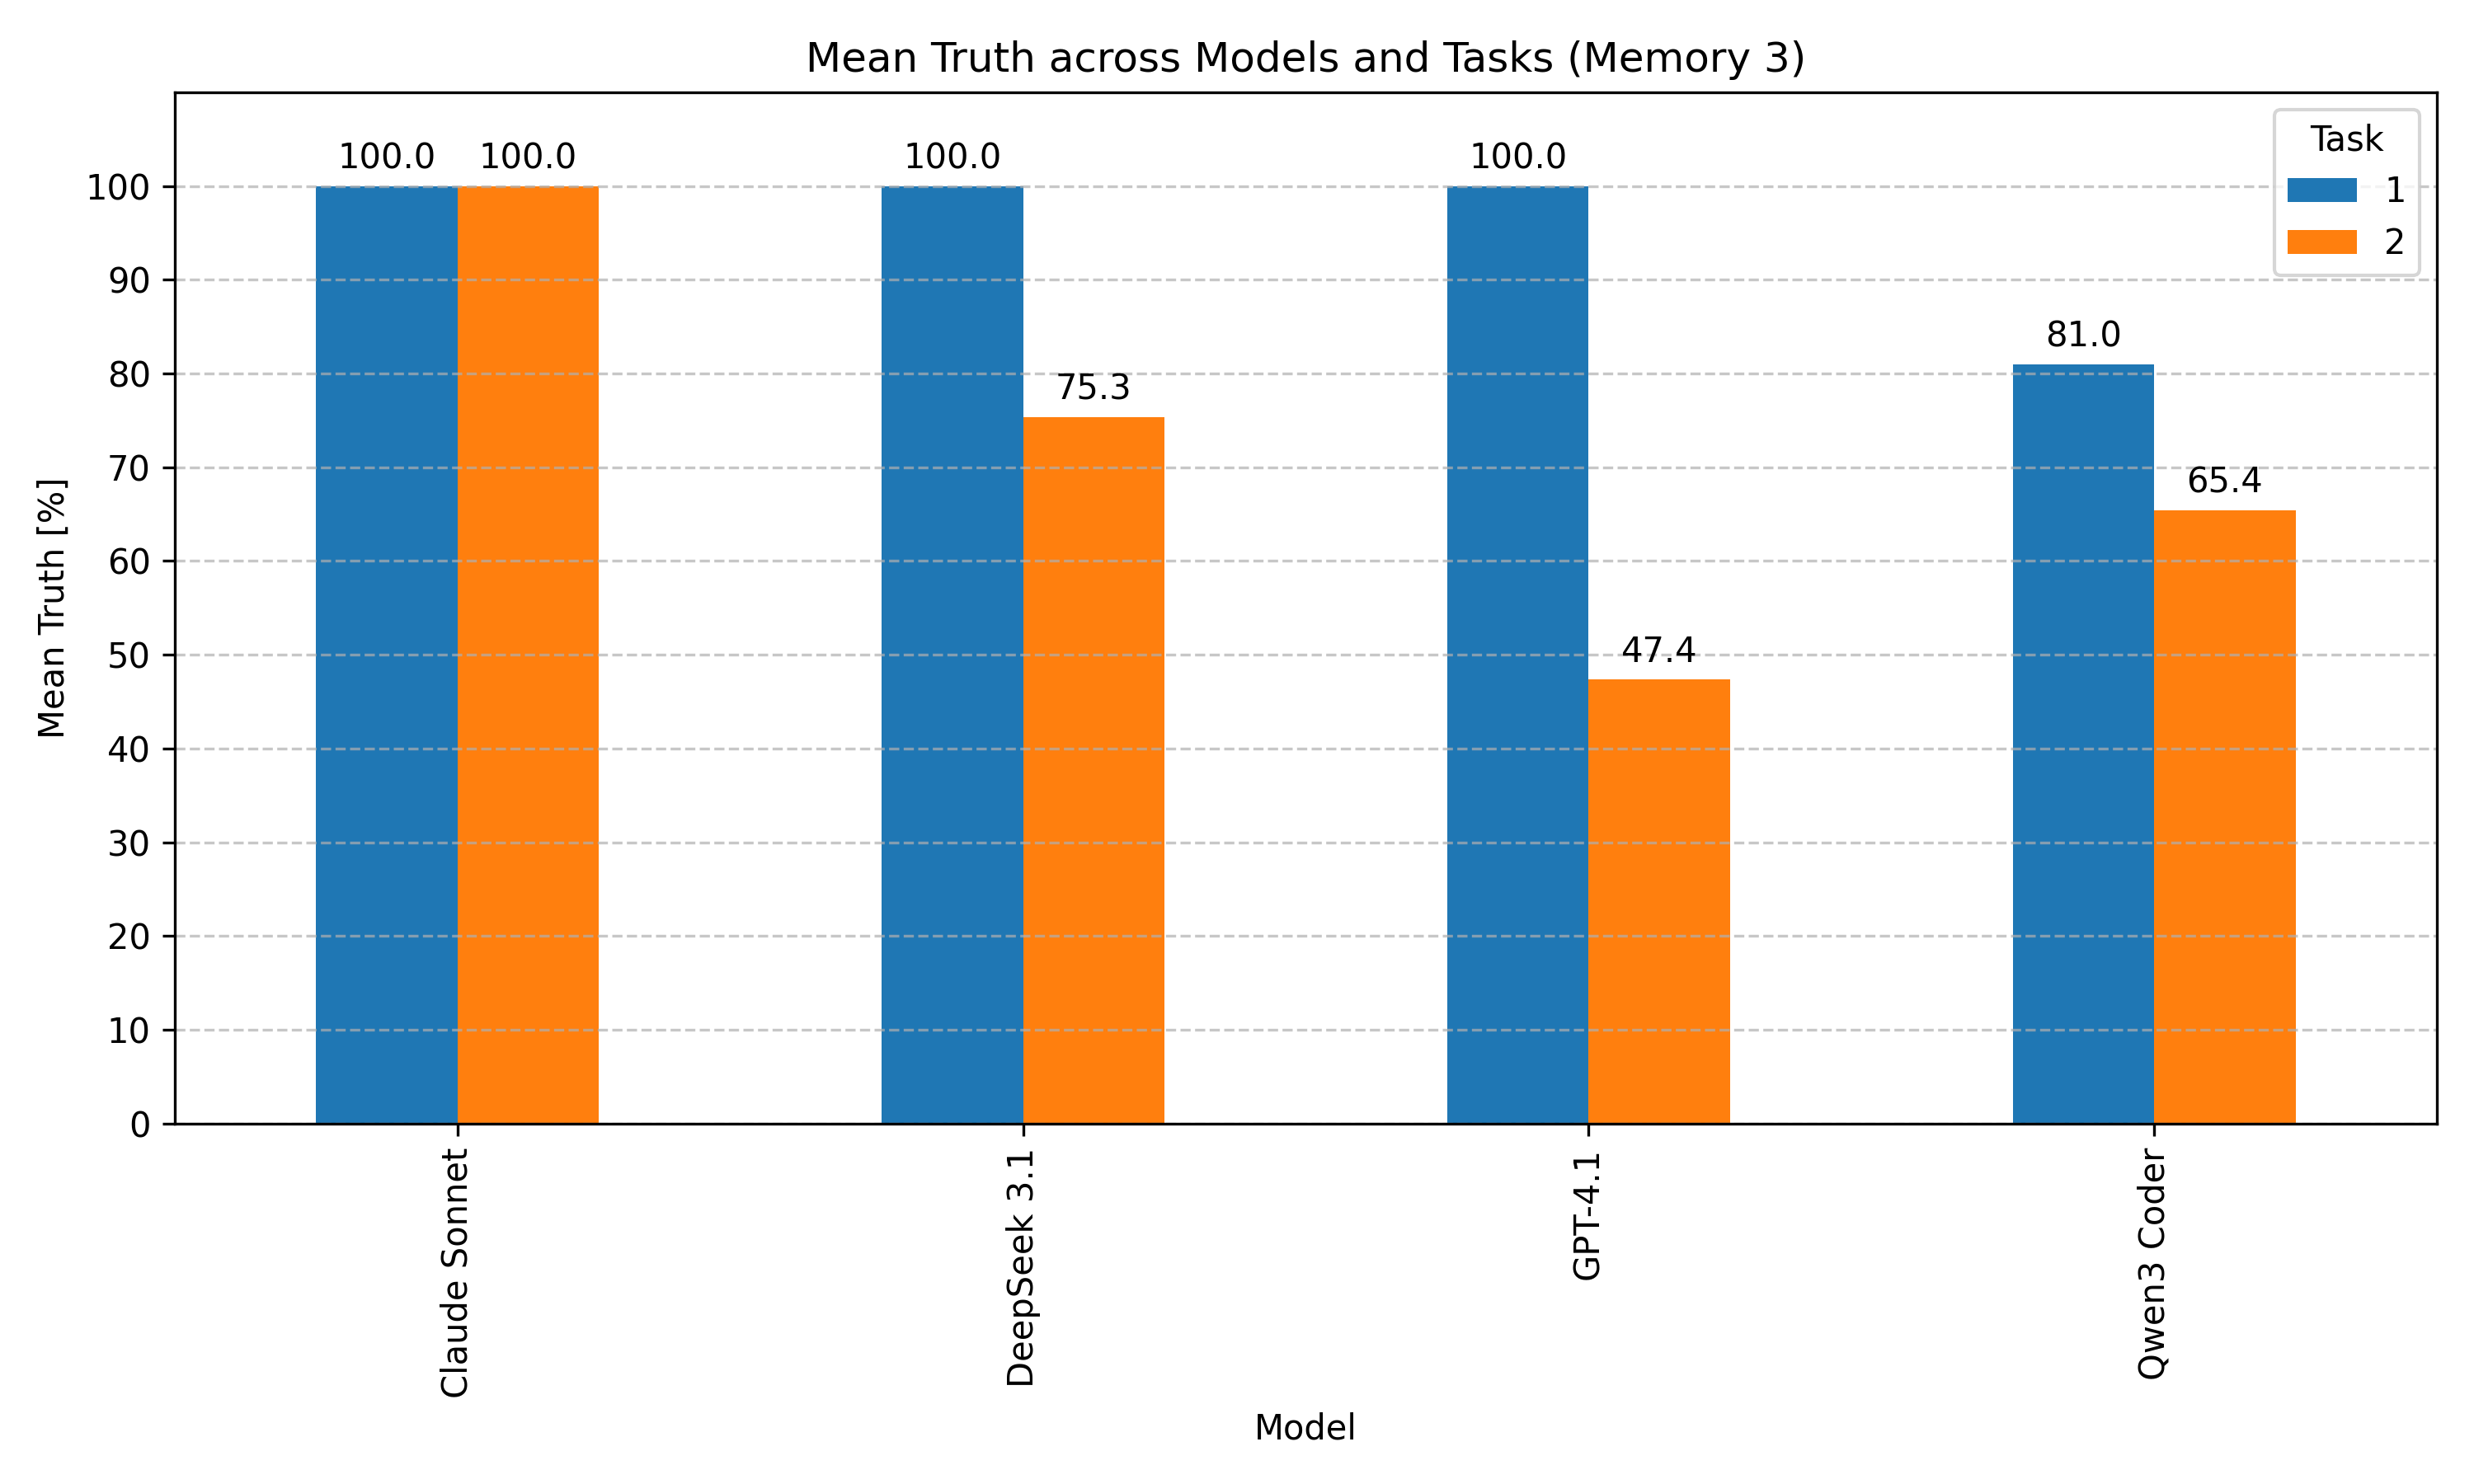 Mean Truth across Models and Tasks (Memory 3)
Task
1
2
100.0
100.0
100.0
100.0
81.0
75.3
65.4
47.4
Mean Truth [%]
100
90
80
70
60
50
40
30
20
10
0
Claude Sonnet
DeepSeek 3.1
GPT-4.1
Qwen3 Coder
Model